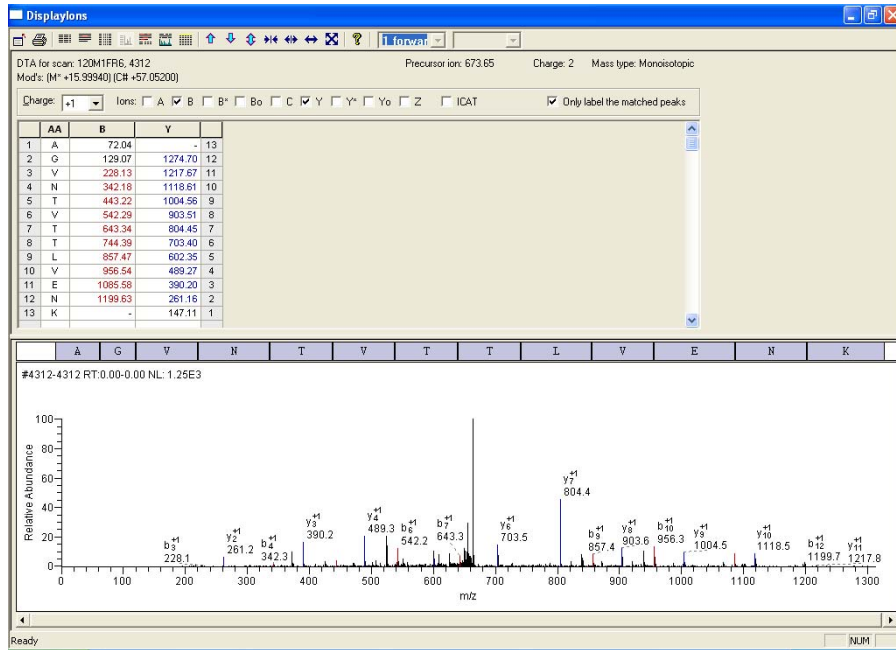 DisplayIons
1 forwar
DTA for scan: 120M1FR6, 4312 Precursor ion: 673.65 Charge: 2 Mass type: Monoisotopic
Mod's: (M* +15.99940) (C# +57.05200)
Charge: +1 Ions: A B B* Bo C Y Y* Yo Z ICAT Only label the matched peaks
AA B Y
1 A 72.04 - 13
2 G 129.07 1274.70 12
3 V 228.13 1217.67 11
4 N 342.18 1118.61 10
5 T 443.22 1004.56 9
6 V 542.29 903.51 8
7 T 643.34 804.45 7
8 T 744.39 703.40 6
9 L 857.47 602.35 5
10 V 956.54 489.27 4
11 E 1085.58 390.20 3
12 N 1199.63 261.16 2
13 K - 147.11 1
A G V N T V T T L V E N K
#4312-4312 RT:0.00-0.00 NL: 1.25E3
Relative Abundance
100
80
60
40
20
0
b3+1 228.1
y2+1 261.2
b4+1 342.3
y3+1 390.2
y4+1 489.3
b6+1 542.2
b7+1 643.3
y6+1 703.5
y7+1 804.4
b9+1 857.4
y8+1 903.6
b10+1 956.3
y9+1 1004.5
y10+1 1118.5
b12+1 1199.7
y11+1 1217.8
0 100 200 300 400 500 600 700 800 900 1000 1100 1200 1300
m/z
Ready NUM